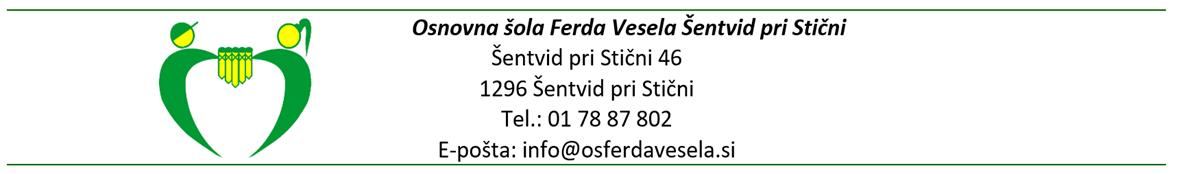 Osnovna šola Ferda Vesela Šentvid pri Stični
Šentvid pri Stični 46
1296 Šentvid pri Stični
Tel.: 01 78 87 802
E-pošta: info@osferdavesela.si